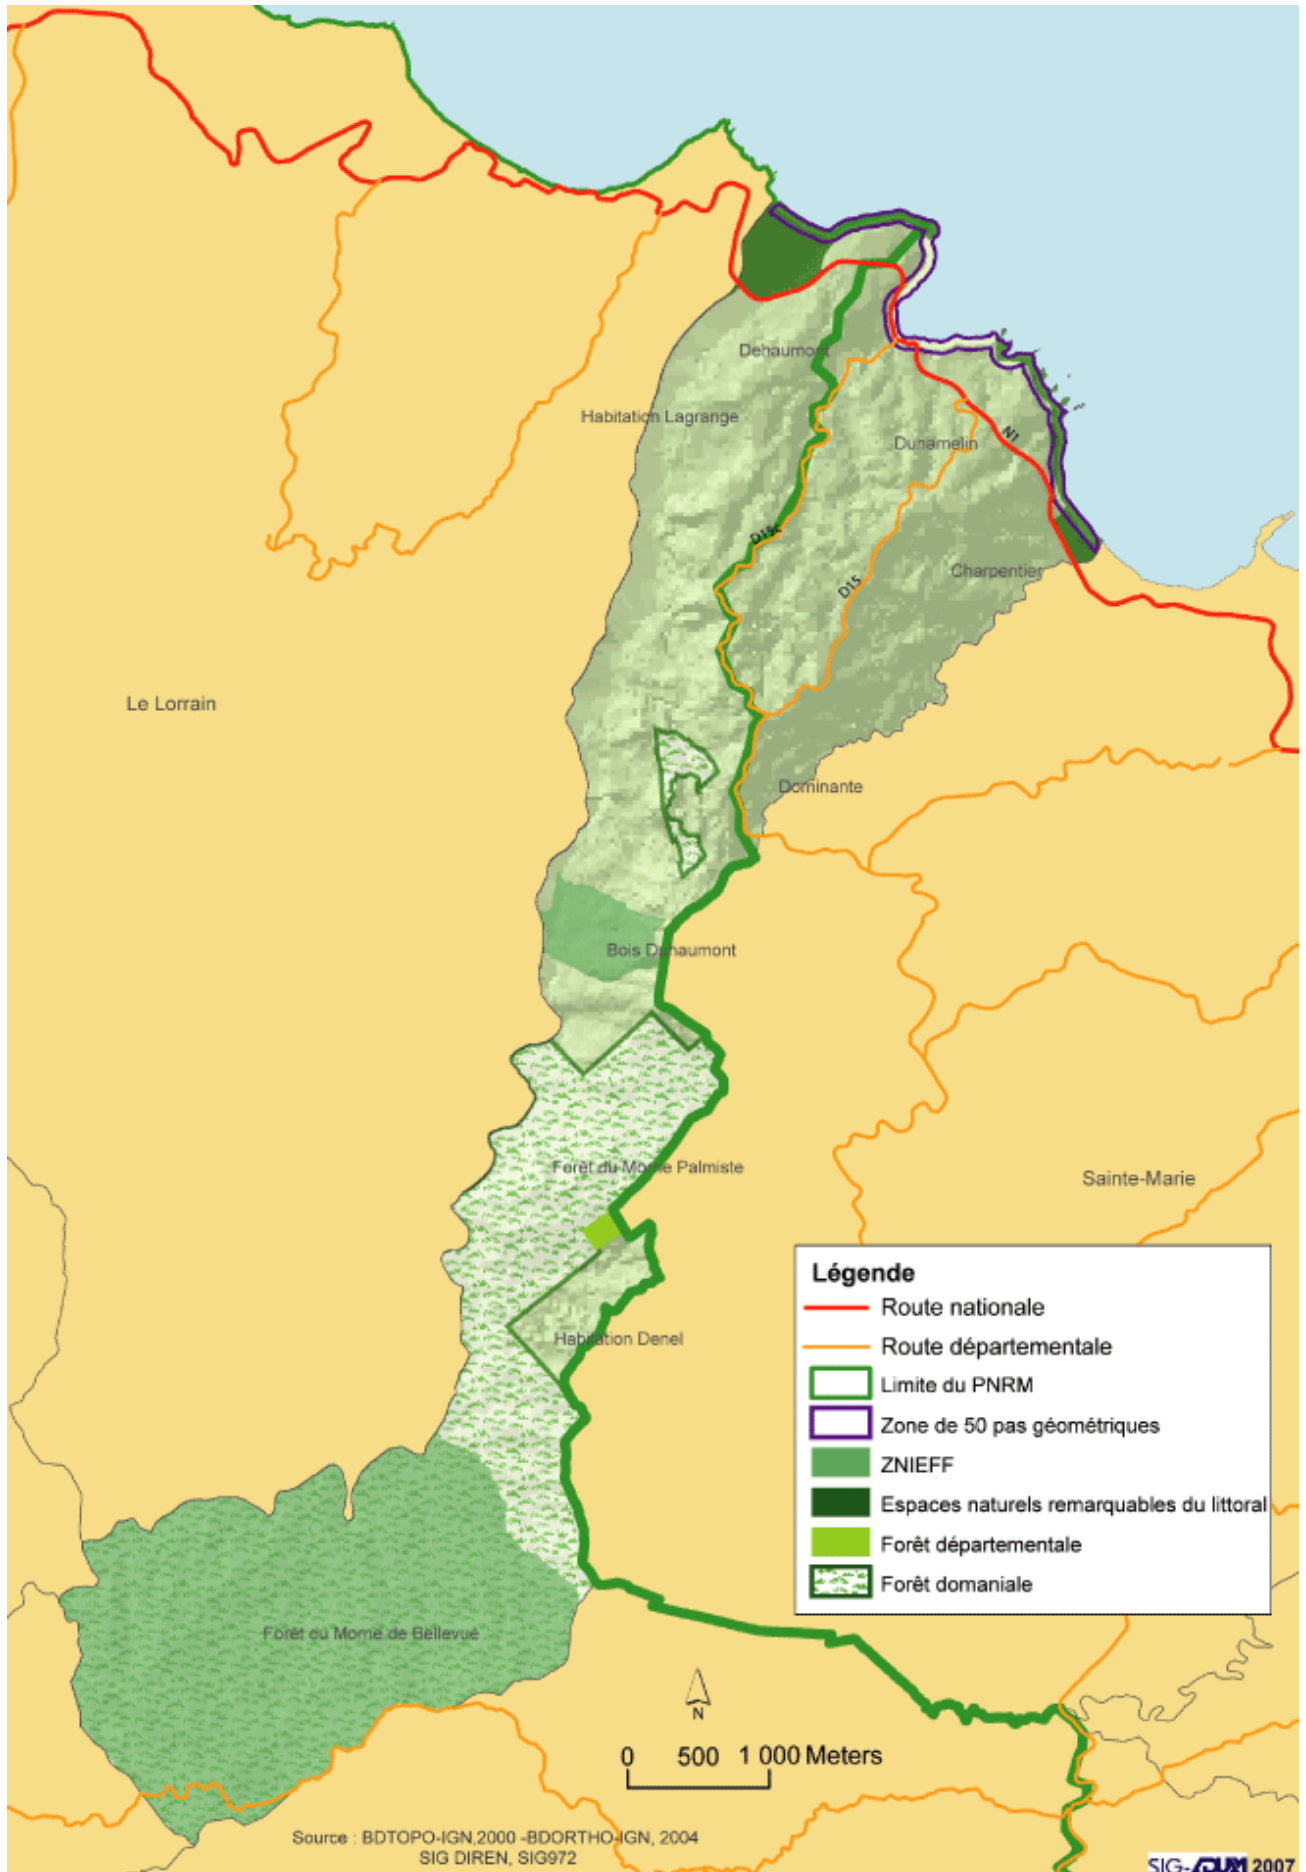 Dehaumont
Habitation Lagrange
Duhamelin
N1
D15c
D15
Charpentier
Le Lorrain
Dominante
Bois Duhaumont
Forêt du Morne Palmiste
Sainte-Marie
Habitation Denel
Légende
Route nationale
Route départementale
Limite du PNRM
Zone de 50 pas géométriques
ZNIEFF
Espaces naturels remarquables du littoral
Forêt départementale
Forêt domaniale
Forêt du Morne de Bellevue
N
0 500 1 000 Meters
Source : BDTOPO-IGN,2000 -BDORTHO-IGN, 2004
SIG DIREN, SIG972
SIG- 2007